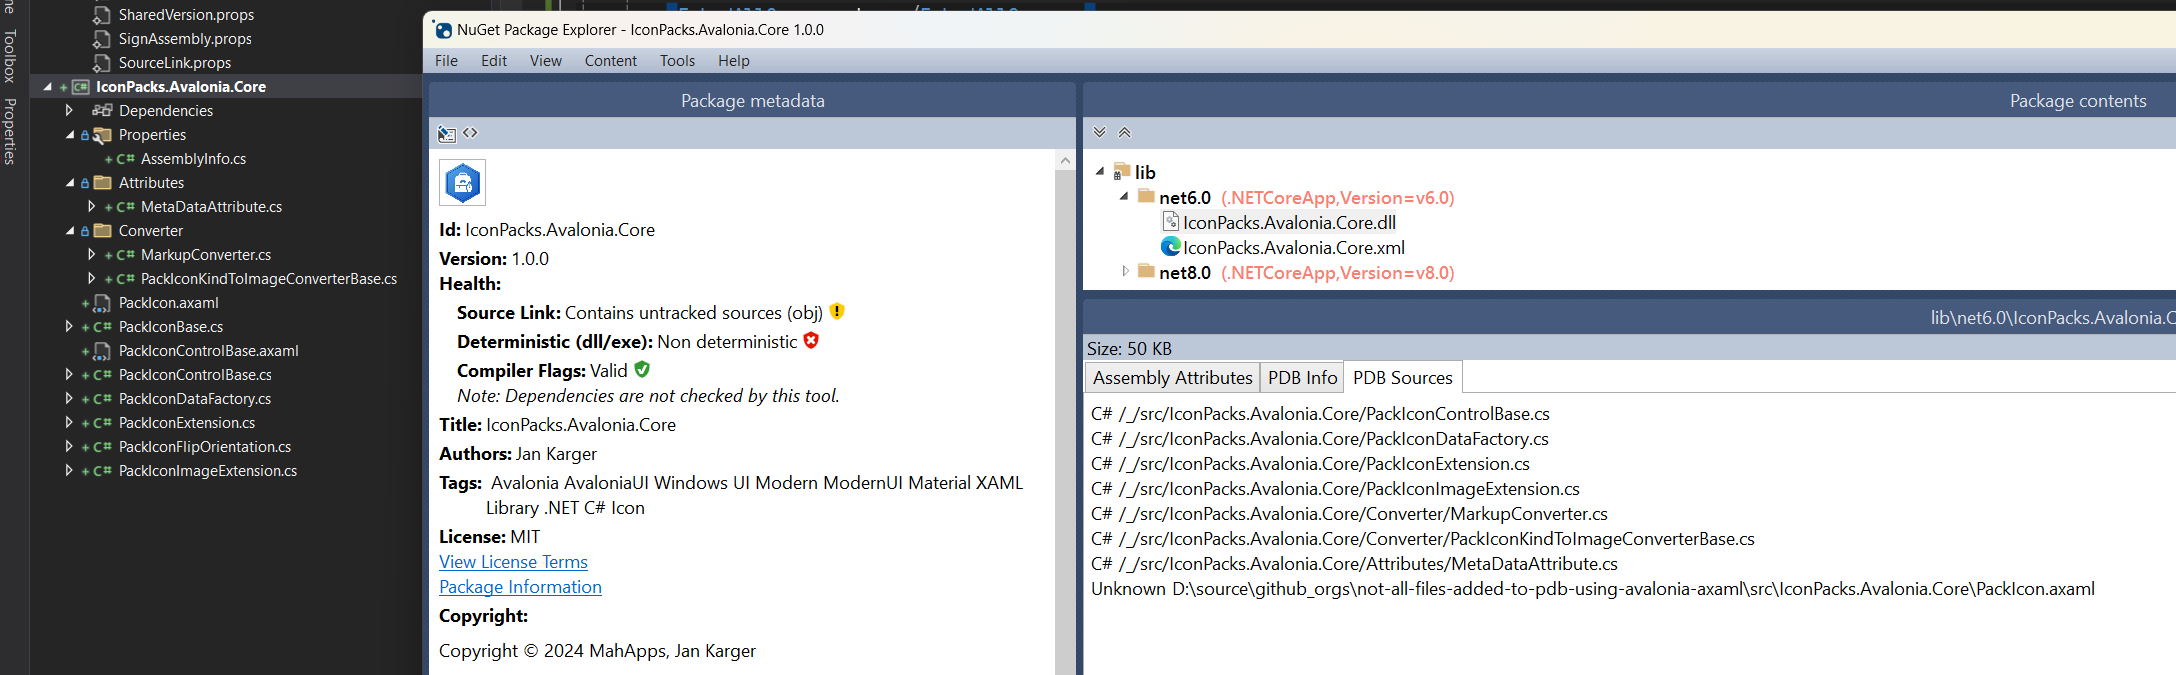 Toolbox
Properties
SharedVersion.props
SignAssembly.props
SourceLink.props
C# IconPacks.Avalonia.Core
Dependencies
Properties
C# AssemblyInfo.cs
Attributes
C# MetaDataAttribute.cs
Converter
C# MarkupConverter.cs
C# PackIconKindToImageConverterBase.cs
PackIcon.axaml
C# PackIconBase.cs
PackIconControlBase.axaml
C# PackIconControlBase.cs
C# PackIconDataFactory.cs
C# PackIconExtension.cs
C# PackIconFlipOrientation.cs
C# PackIconImageExtension.cs
NuGet Package Explorer - IconPacks.Avalonia.Core 1.0.0
File Edit View Content Tools Help
Package metadata
Id: IconPacks.Avalonia.Core
Version: 1.0.0
Health:
Source Link: Contains untracked sources (obj)
Deterministic (dll/exe): Non deterministic
Compiler Flags: Valid
Note: Dependencies are not checked by this tool.
Title: IconPacks.Avalonia.Core
Authors: Jan Karger
Tags: Avalonia AvaloniaUI Windows UI Modern ModernUI Material XAML
Library .NET C# Icon
License: MIT
View License Terms
Package Information
Copyright:
Copyright © 2024 MahApps, Jan Karger
Package contents
lib
net6.0 (.NETCoreApp,Version=v6.0)
IconPacks.Avalonia.Core.dll
IconPacks.Avalonia.Core.xml
net8.0 (.NETCoreApp,Version=v8.0)
lib\net6.0\IconPacks.Avalonia.C
Size: 50 KB
Assembly Attributes PDB Info PDB Sources
C# /_/src/IconPacks.Avalonia.Core/PackIconControlBase.cs
C# /_/src/IconPacks.Avalonia.Core/PackIconDataFactory.cs
C# /_/src/IconPacks.Avalonia.Core/PackIconExtension.cs
C# /_/src/IconPacks.Avalonia.Core/PackIconImageExtension.cs
C# /_/src/IconPacks.Avalonia.Core/Converter/MarkupConverter.cs
C# /_/src/IconPacks.Avalonia.Core/Converter/PackIconKindToImageConverterBase.cs
C# /_/src/IconPacks.Avalonia.Core/Attributes/MetaDataAttribute.cs
Unknown D:\source\github_orgs\not-all-files-added-to-pdb-using-avalonia-axaml\src\IconPacks.Avalonia.Core\PackIcon.axaml